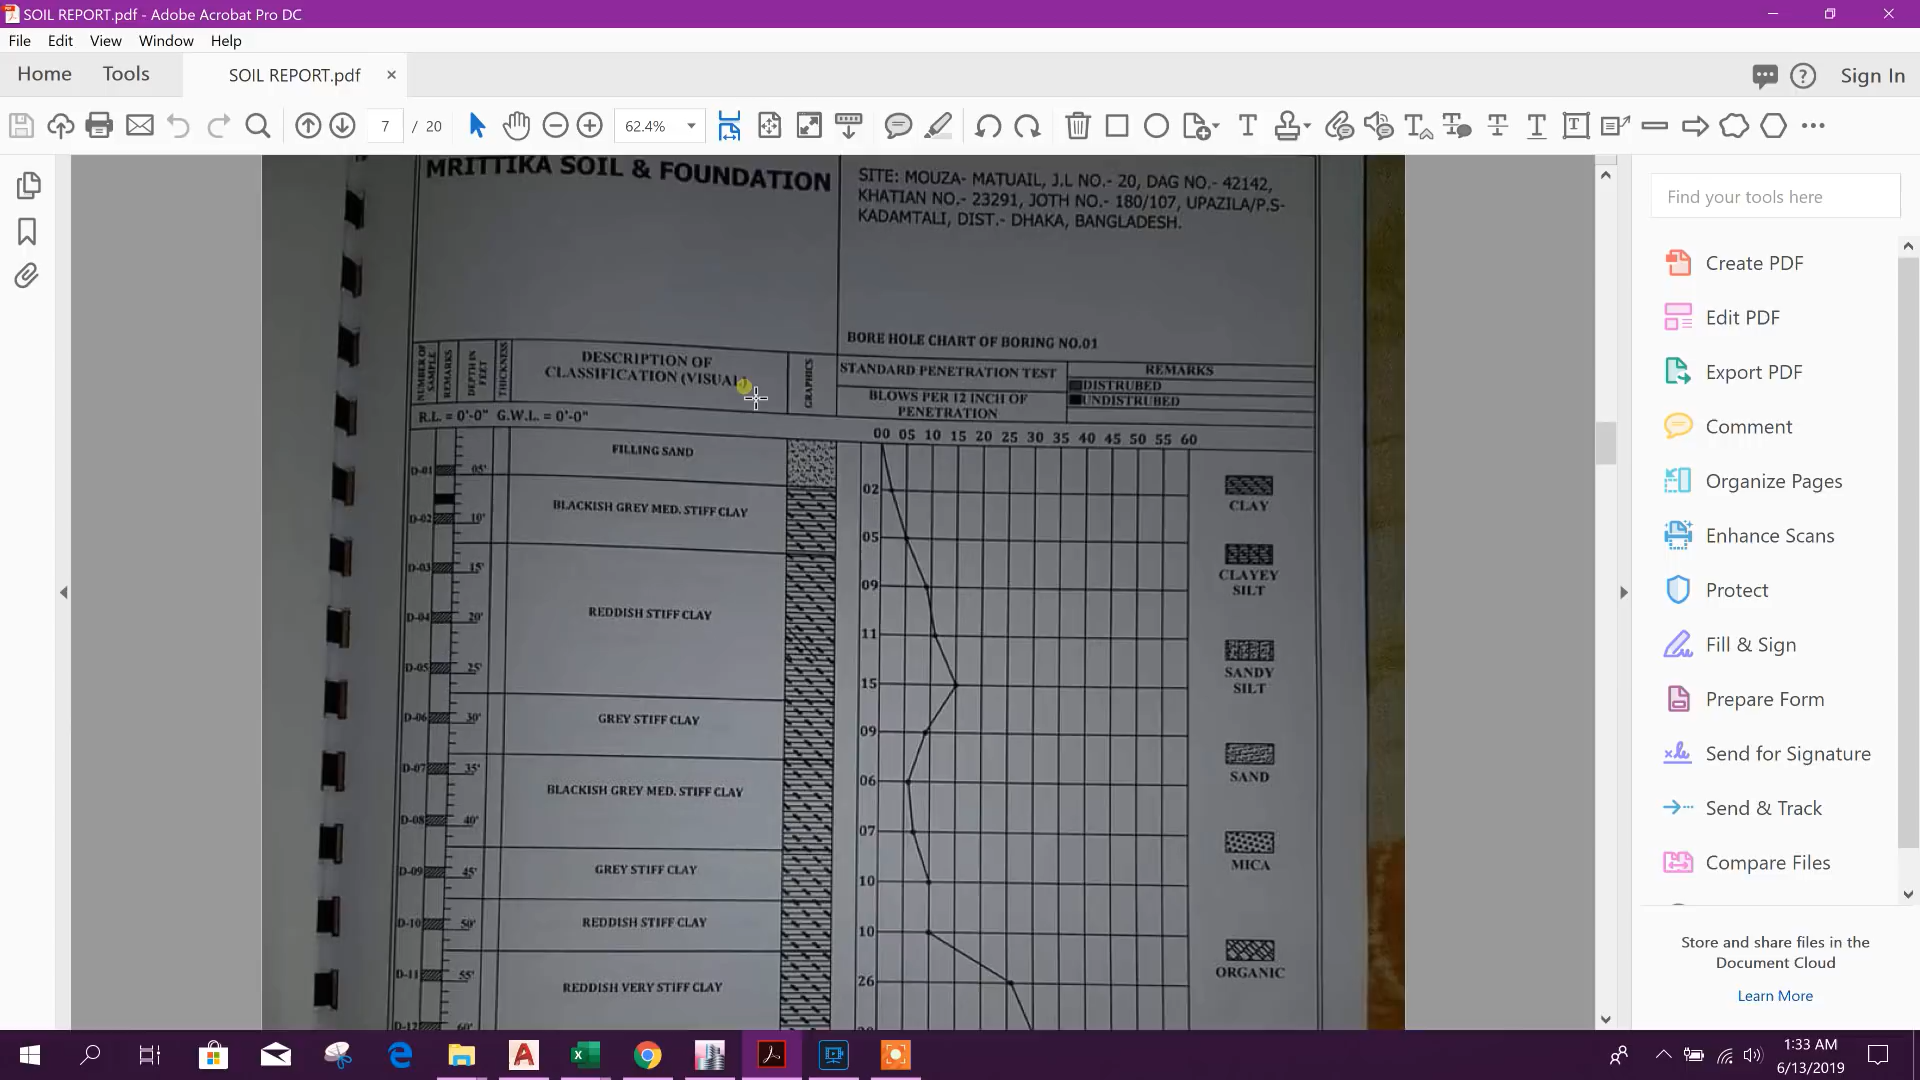 SOIL REPORT.pdf - Adobe Acrobat Pro DC
File Edit View Window Help
Home Tools SOIL REPORT.pdf Sign In
7 / 20 62.4%
MRITTIKA SOIL & FOUNDATION
SITE: MOUZA- MATUAIL, J.L NO.- 20, DAG NO.- 42142,
KHATIAN NO.- 23291, JOTH NO.- 180/107, UPAZILA/P.S-
KADAMTALI, DIST.- DHAKA, BANGLADESH.
BORE HOLE CHART OF BORING NO.01
NUMBER OF SAMPLE
REMARKS
DEPTH IN FEET
THICKNESS
DESCRIPTION OF
CLASSIFICATION (VISUAL)
GRAPHICS
STANDARD PENETRATION TEST
BLOWS PER 12 INCH OF
PENETRATION
REMARKS
DISTRUBED
UNDISTRUBED
R.L. = 0'-0" G.W.L. = 0'-0"
00 05 10 15 20 25 30 35 40 45 50 55 60
D-01 05' FILLING SAND 02
D-02 10' BLACKISH GREY MED. STIFF CLAY 05
D-03 15' 09
D-04 20' REDDISH STIFF CLAY 11
D-05 25' 15
D-06 30' GREY STIFF CLAY 09
D-07 35' BLACKISH GREY MED. STIFF CLAY 06
D-08 40' 07
D-09 45' GREY STIFF CLAY 10
D-10 50' REDDISH STIFF CLAY 10
D-11 55' REDDISH VERY STIFF CLAY 26
D-12 60'
CLAY
CLAYEY
SILT
SANDY
SILT
SAND
MICA
ORGANIC
Find your tools here
Create PDF
Edit PDF
Export PDF
Comment
Organize Pages
Enhance Scans
Protect
Fill & Sign
Prepare Form
Send for Signature
Send & Track
Compare Files
Store and share files in the
Document Cloud
Learn More
1:33 AM
6/13/2019